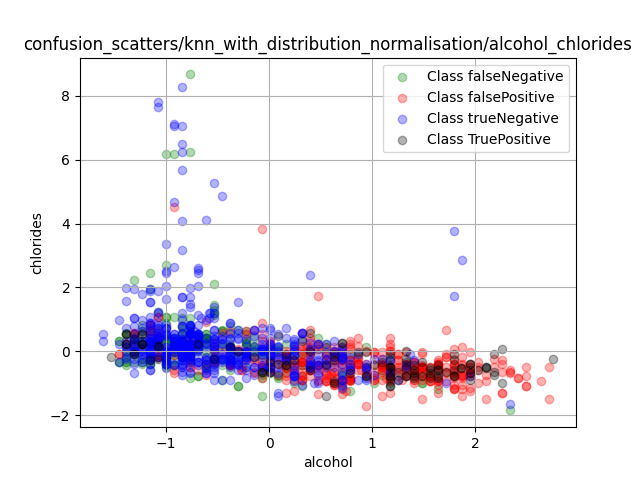 confusion_scatters/knn_with_distribution_normalisation/alcohol_chlorides
Class falseNegative
Class falsePositive
Class trueNegative
Class TruePositive
8
6
4
2
0
−2
chlorides
−1
0
1
2
alcohol